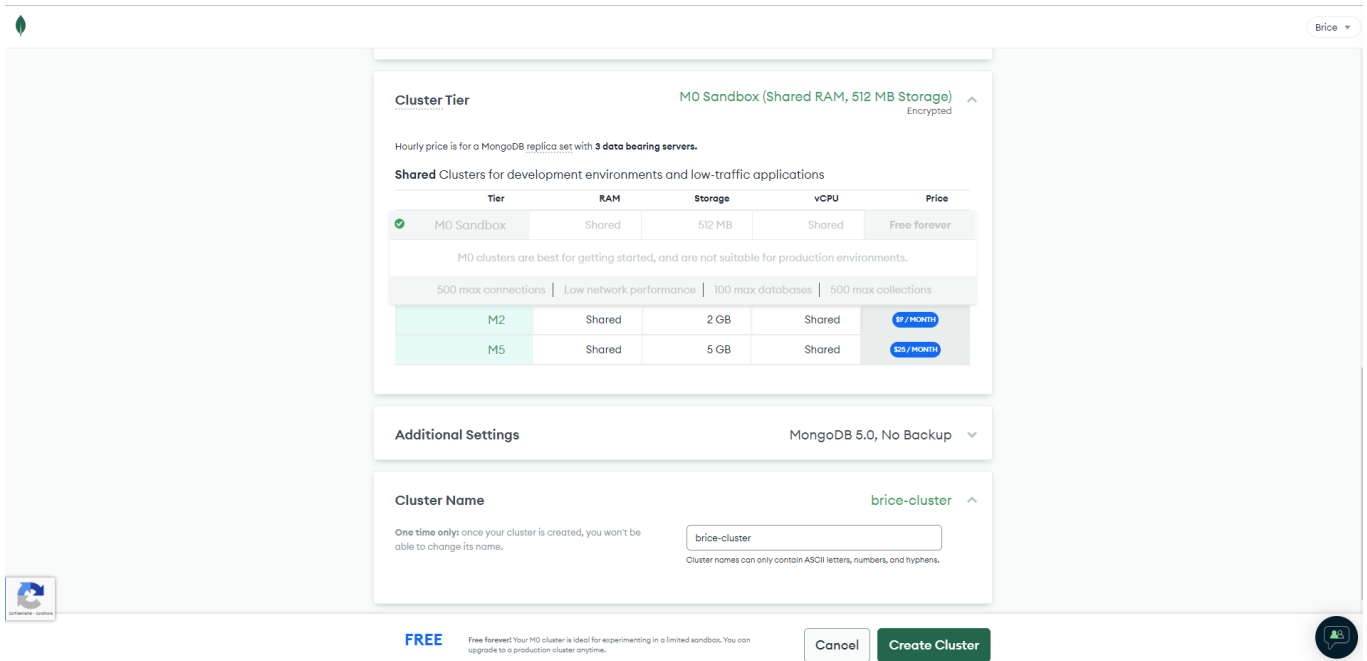 Brice
Cluster Tier
M0 Sandbox (Shared RAM, 512 MB Storage)
Encrypted
Hourly price is for a MongoDB replica set with 3 data bearing servers.
Shared Clusters for development environments and low-traffic applications
Tier RAM Storage vCPU Price
M0 Sandbox Shared 512 MB Shared Free forever
M0 clusters are best for getting started, and are not suitable for production environments.
500 max connections | Low network performance | 100 max databases | 500 max collections
M2 Shared 2 GB Shared $9 / MONTH
M5 Shared 5 GB Shared $25 / MONTH
Additional Settings MongoDB 5.0, No Backup
Cluster Name brice-cluster
One time only: once your cluster is created, you won't be
able to change its name.
brice-cluster
Cluster names can only contain ASCII letters, numbers, and hyphens.
FREE
Free forever! Your M0 cluster is ideal for experimenting in a limited sandbox. You can
upgrade to a production cluster anytime.
Cancel Create Cluster